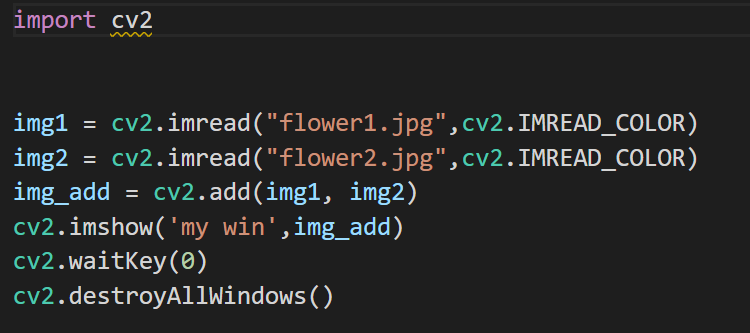 import cv2
img1 = cv2.imread("flower1.jpg",cv2.IMREAD_COLOR)
img2 = cv2.imread("flower2.jpg",cv2.IMREAD_COLOR)
img_add = cv2.add(img1, img2)
cv2.imshow('my win',img_add)
cv2.waitKey(0)
cv2.destroyAllWindows()